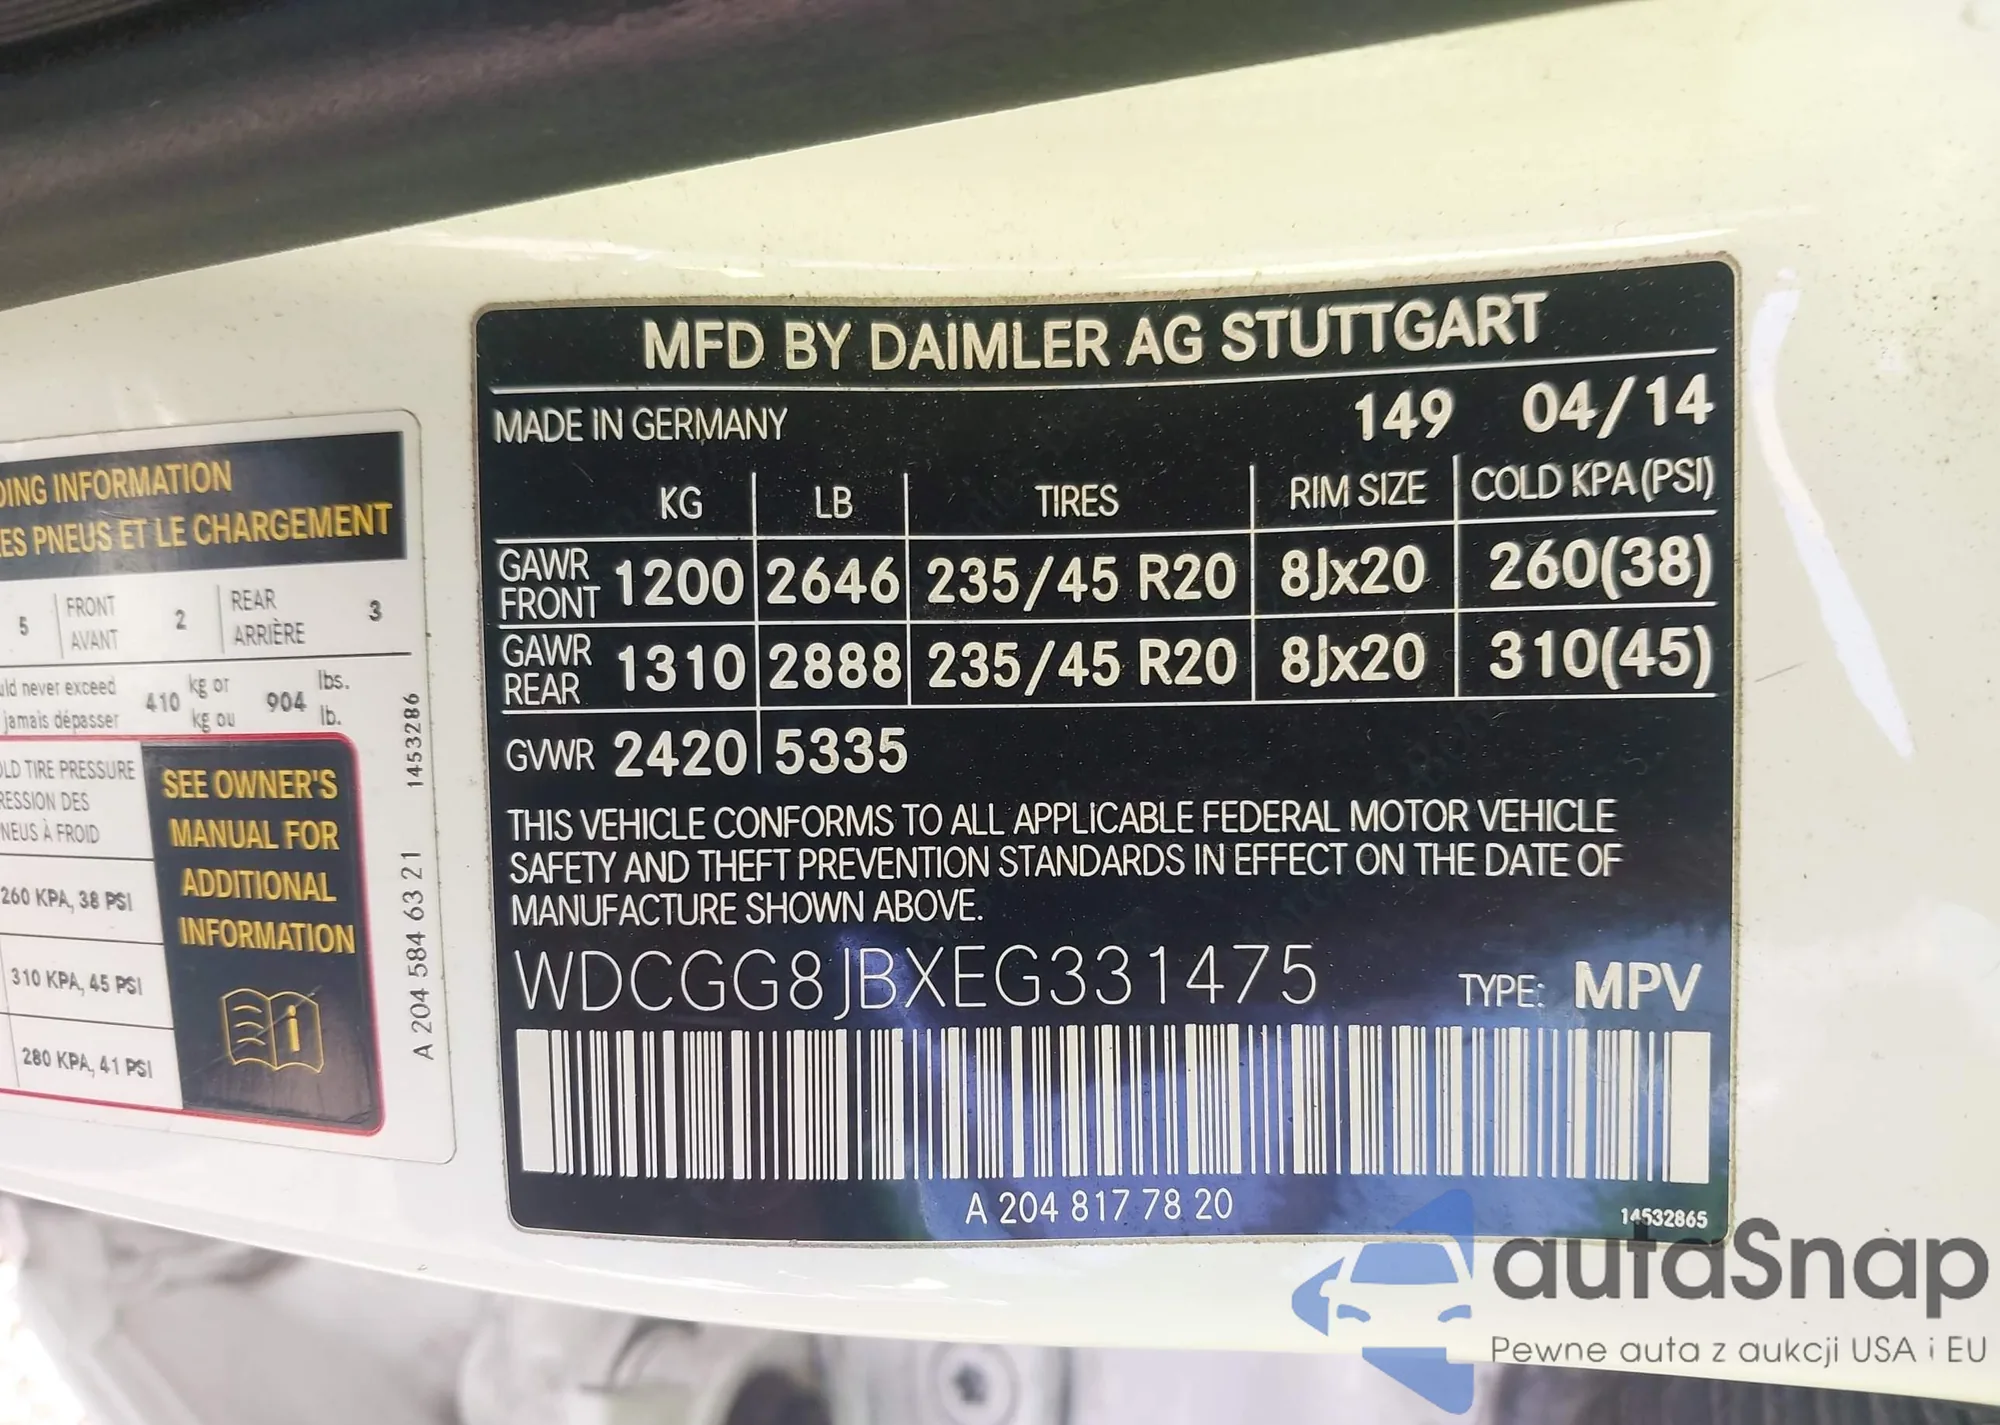 DING INFORMATION
ES PNEUS ET LE CHARGEMENT
5 FRONT AVANT 2 REAR ARRIÈRE 3
never exceed 410 kg or 904 lbs.
jamais dépasser kg ou lb.
TIRE PRESSURE
DES
À FROID
260 KPA, 38 PSI
310 KPA, 45 PSI
280 KPA, 41 PSI
SEE OWNER'S
MANUAL FOR
ADDITIONAL
INFORMATION
A 204 584 63 21
1453286
MFD BY DAIMLER AG STUTTGART
MADE IN GERMANY 149 04/14
KG LB TIRES RIM SIZE COLD KPA(PSI)
GAWR FRONT 1200 2646 235/45 R20 8Jx20 260(38)
GAWR REAR 1310 2888 235/45 R20 8Jx20 310(45)
GVWR 2420 5335
THIS VEHICLE CONFORMS TO ALL APPLICABLE FEDERAL MOTOR VEHICLE
SAFETY AND THEFT PREVENTION STANDARDS IN EFFECT ON THE DATE OF
MANUFACTURE SHOWN ABOVE.
WDCGG8JBXEG331475 TYPE: MPV
A 204 817 78 20
14532865
autaSnap
Pewne auta z aukcji USA i EU